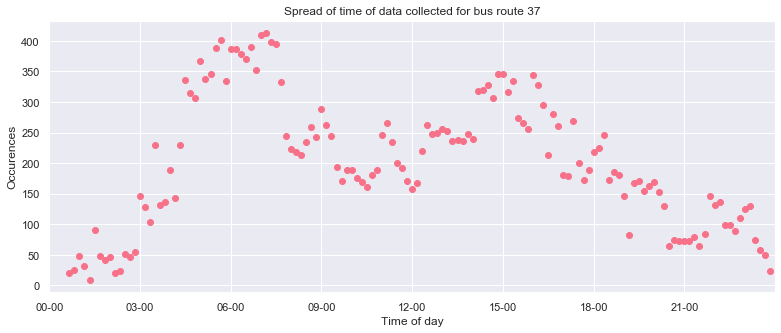 Spread of time of data collected for bus route 37
Occurences
400
350
300
250
200
150
100
50
0
00-00 03-00 06-00 09-00 12-00 15-00 18-00 21-00
Time of day